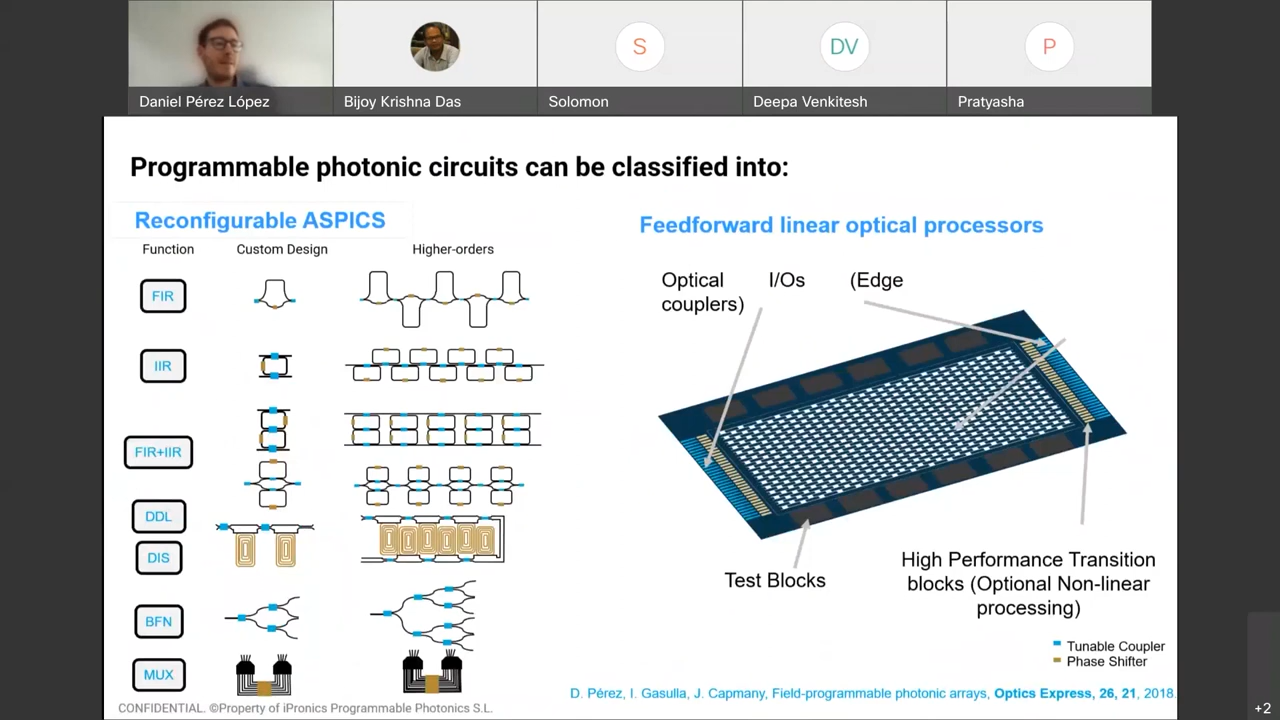 S
DV
P
Daniel Pérez López
Bijoy Krishna Das
Solomon
Deepa Venkitesh
Pratyasha
Programmable photonic circuits can be classified into:
Reconfigurable ASPICS
Function
Custom Design
Higher-orders
FIR
IIR
FIR+IIR
DDL
DIS
BFN
MUX
Feedforward linear optical processors
Optical I/Os (Edge
couplers)
Test Blocks
High Performance Transition
blocks (Optional Non-linear
processing)
Tunable Coupler
Phase Shifter
D. Pérez, I. Gasulla, J. Capmany, Field-programmable photonic arrays, Optics Express, 26, 21, 2018
CONFIDENTIAL. ©Property of iPronics Programmable Photonics S.L.
+2